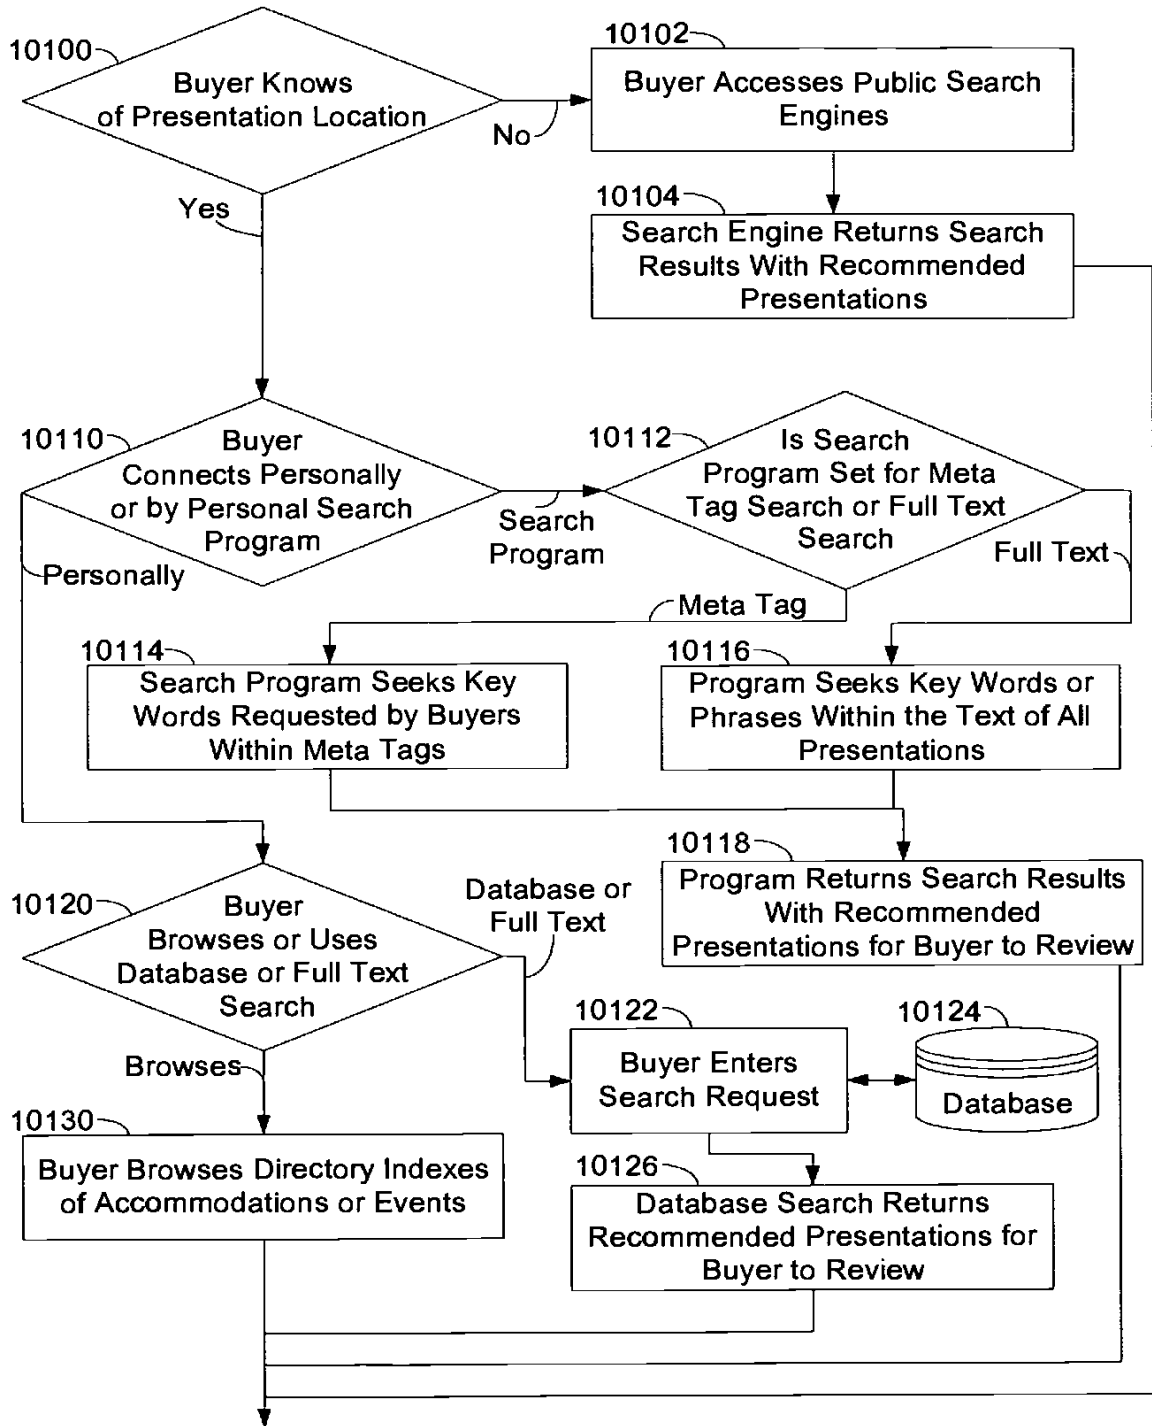 10100
Buyer Knows
of Presentation Location
No
Yes
10102
Buyer Accesses Public Search
Engines
10104
Search Engine Returns Search
Results With Recommended
Presentations
10110
Buyer
Connects Personally
or by Personal Search
Program
Search
Program
Personally
10112
Is Search
Program Set for Meta
Tag Search or Full Text
Search
Full Text
Meta Tag
10114
Search Program Seeks Key
Words Requested by Buyers
Within Meta Tags
10116
Program Seeks Key Words or
Phrases Within the Text of All
Presentations
10118
Program Returns Search Results
With Recommended
Presentations for Buyer to Review
10120
Buyer
Browses or Uses
Database or Full Text
Search
Database or
Full Text
Browses
10122
Buyer Enters
Search Request
10124
Database
10126
Database Search Returns
Recommended Presentations for
Buyer to Review
10130
Buyer Browses Directory Indexes
of Accommodations or Events